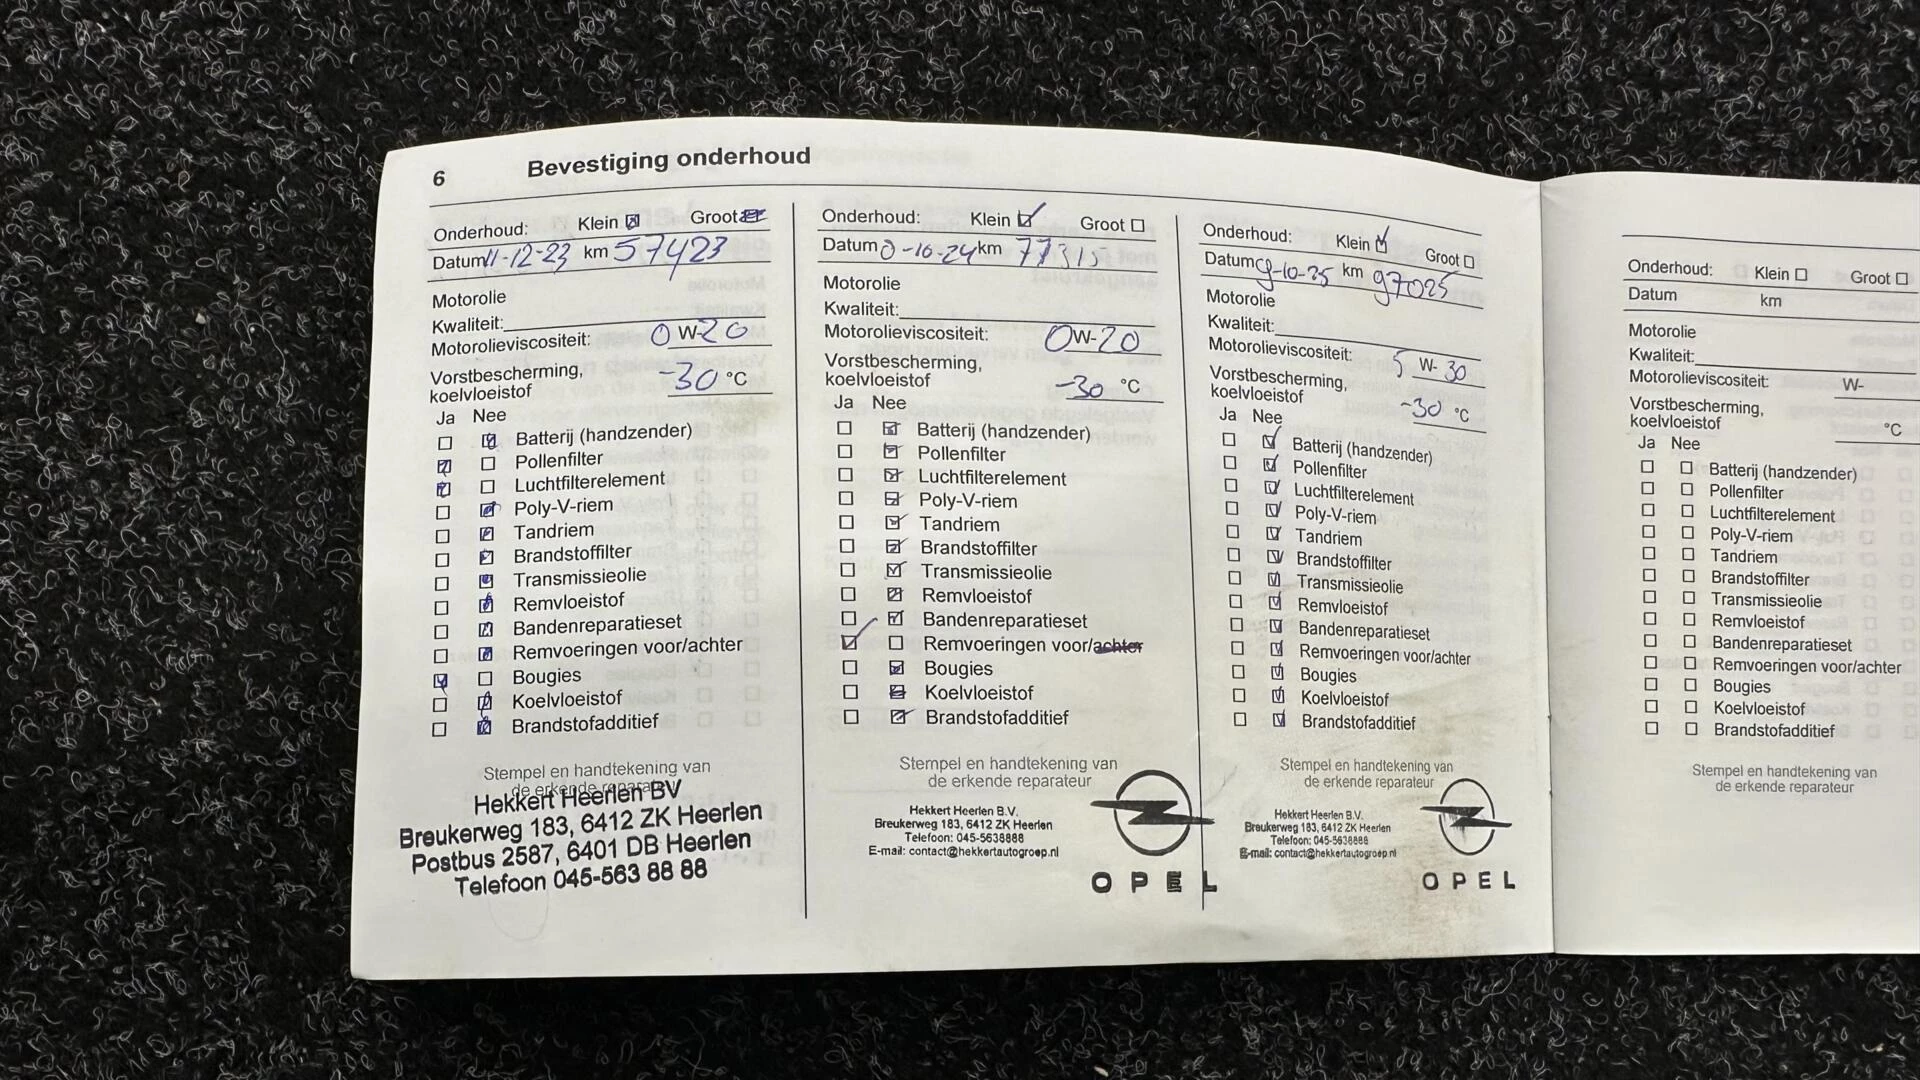 6 Bevestiging onderhoud
Onderhoud: Klein Groot
Datum 11-12-23 km 57423
Motorolie
Kwaliteit:
Motorolieviscositeit: 0 W-20
Vorstbescherming,
koelvloeistof -30 °C
Ja Nee
Batterij (handzender)
Pollenfilter
Luchtfilterelement
Poly-V-riem
Tandriem
Brandstoffilter
Transmissieolie
Remvloeistof
Bandenreparatieset
Remvoeringen voor/achter
Bougies
Koelvloeistof
Brandstofadditief
Stempel en handtekening van
de erkende reparateur
Hekkert Heerlen BV
Breukerweg 183, 6412 ZK Heerlen
Postbus 2587, 6401 DB Heerlen
Telefoon 045-563 88 88
Onderhoud: Klein Groot
Datum km
Motorolie
Kwaliteit:
Motorolieviscositeit: 0W-20
Vorstbescherming,
koelvloeistof -30 °C
Ja Nee
Batterij (handzender)
Pollenfilter
Luchtfilterelement
Poly-V-riem
Tandriem
Brandstoffilter
Transmissieolie
Remvloeistof
Bandenreparatieset
Remvoeringen voor/achter
Bougies
Koelvloeistof
Brandstofadditief
Stempel en handtekening van
de erkende reparateur
Hekkert Heerlen B.V.
Breukerweg 183, 6412 ZK Heerlen
Telefoon: 045-5638888
E-mail: contact@hekkertautogroep.nl
OPEL
Onderhoud: Klein Groot
Datum 9-10-25 km 97025
Motorolie
Kwaliteit:
Motorolieviscositeit: 5 W-30
Vorstbescherming,
koelvloeistof -30 °C
Ja Nee
Batterij (handzender)
Pollenfilter
Luchtfilterelement
Poly-V-riem
Tandriem
Brandstoffilter
Transmissieolie
Remvloeistof
Bandenreparatieset
Remvoeringen voor/achter
Bougies
Koelvloeistof
Brandstofadditief
Stempel en handtekening van
de erkende reparateur
Hekkert Heerlen B.V.
Breukerweg 183, 6412 ZK Heerlen
Telefoon: 045-5638888
E-mail: contact@hekkertautogroep.nl
OPEL
Onderhoud: Klein Groot
Datum km
Motorolie
Kwaliteit:
Motorolieviscositeit: W-
Vorstbescherming,
koelvloeistof °C
Ja Nee
Batterij (handzender)
Pollenfilter
Luchtfilterelement
Poly-V-riem
Tandriem
Brandstoffilter
Transmissieolie
Remvloeistof
Bandenreparatieset
Remvoeringen voor/achter
Bougies
Koelvloeistof
Brandstofadditief
Stempel en handtekening van
de erkende reparateur